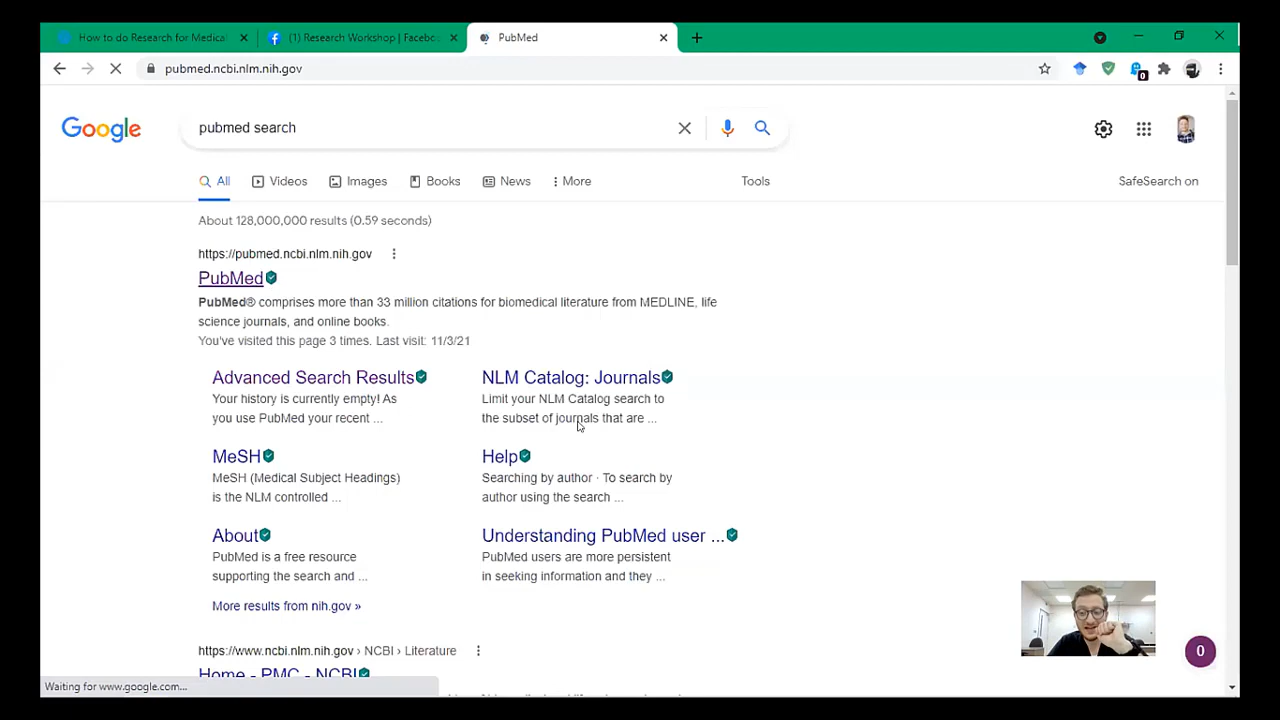 How to do Research for Medical
(1) Research Workshop | Facebo
PubMed
pubmed.ncbi.nlm.nih.gov
0
Google
pubmed search
All
Videos
Images
Books
News
More
Tools
SafeSearch on
About 128,000,000 results (0.59 seconds)
https://pubmed.ncbi.nlm.nih.gov
PubMed
PubMed® comprises more than 33 million citations for biomedical literature from MEDLINE, life
science journals, and online books.
You've visited this page 3 times. Last visit: 11/3/21
Advanced Search Results
Your history is currently empty! As
you use PubMed your recent ...
NLM Catalog: Journals
Limit your NLM Catalog search to
the subset of journals that are ...
MeSH
MeSH (Medical Subject Headings)
is the NLM controlled ...
Help
Searching by author · To search by
author using the search ...
About
PubMed is a free resource
supporting the search and ...
Understanding PubMed user ...
PubMed users are more persistent
in seeking information and they ...
More results from nih.gov »
https://www.ncbi.nlm.nih.gov › NCBI › Literature
Home - PMC - NCBI
0
Waiting for www.google.com...